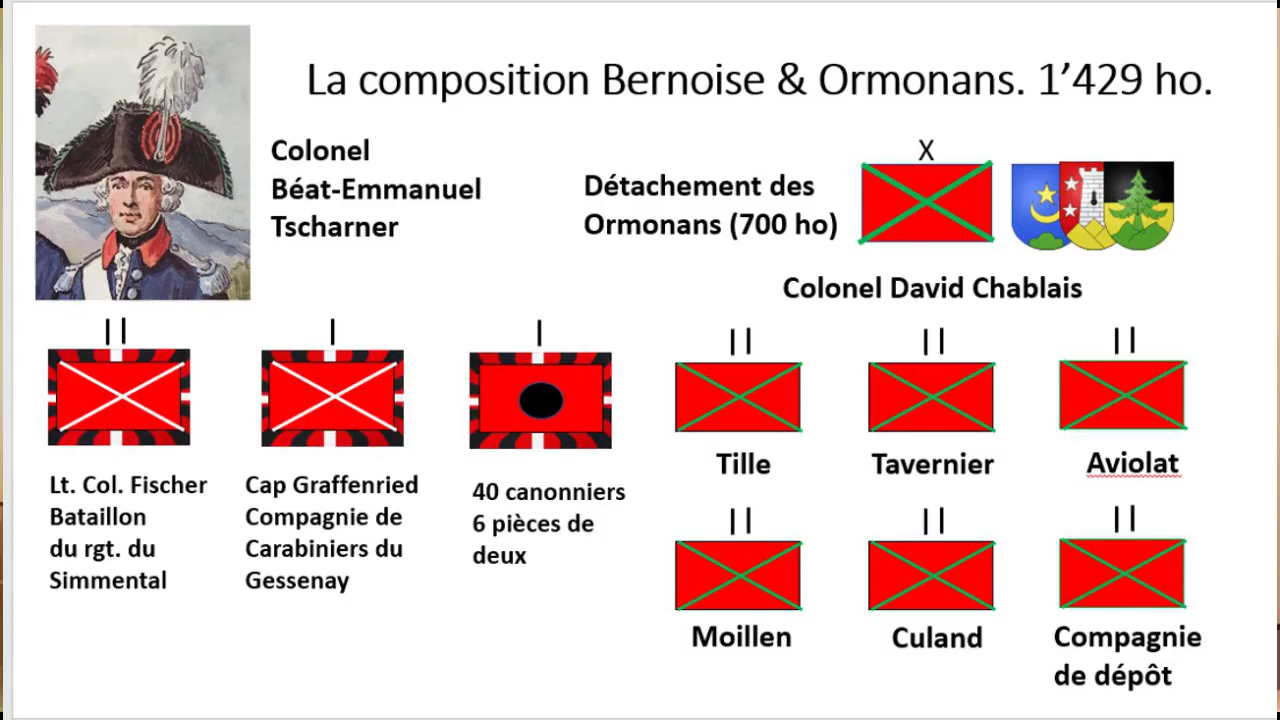 La composition Bernoise & Ormonans. 1’429 ho.
Colonel
Béat-Emmanuel
Tscharner
Détachement des
Ormonans (700 ho)
X
Colonel David Chablais
II
I
I
II
II
II
Lt. Col. Fischer
Bataillon
du rgt. du
Simmental
Cap Graffenried
Compagnie de
Carabiniers du
Gessenay
40 canonniers
6 pièces de
deux
Tille
Tavernier
Aviolat
II
II
II
Moillen
Culand
Compagnie
de dépôt